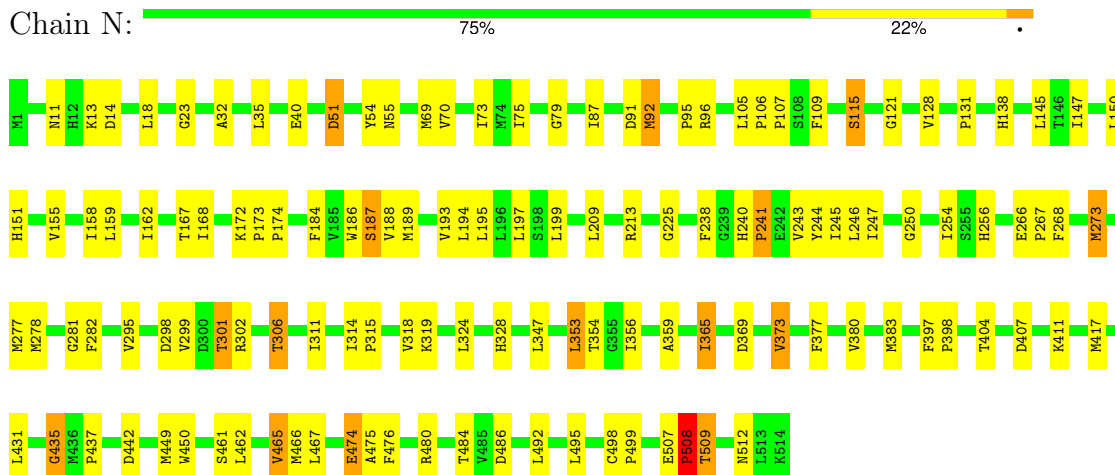 Chain N:
75% 22% •
M1 N11 H12 K13 D14 L18 G23 A32 L35 E40 D51 Y54 N55 M69 V70 I73 M74 I75 G79 I87 D91 M92 P95 R96 L105 P106 P107 S108 F109 S115 G121 V128 P131 H138 L145 T146 I147
H151 V155 I158 L159 I162 T167 I168 K172 P173 P174 F184 V185 W186 S187 V188 M189 V193 L194 L195 L196 L197 S198 L199 L209 R213 G225 F238 G239 H240 P241 E242 V243 Y244 I245 L246 I247 G250 I254 S255 H256 E266 P267 F268 M273
M277 M278 G281 F282 V295 D298 V299 D300 T301 R302 T306 I311 I314 P315 V318 K319 L324 H328 L347 L353 T354 G355 I356 A359 I365 D369 V373 F377 V380 M383 F397 P398 T404 D407 K411 M417
L431 G435 M436 P437 D442 M449 W450 S461 L462 V465 M466 L467 E474 A475 F476 R480 T484 V485 D486 L492 L495 C498 P499 E507 P508 T509 N512 L513 K514